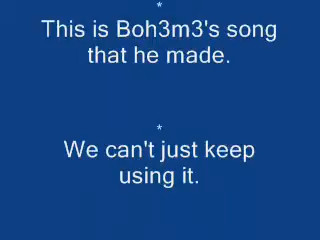 *
This is Boh3m3's song
that he made.
*
We can't just keep
using it.